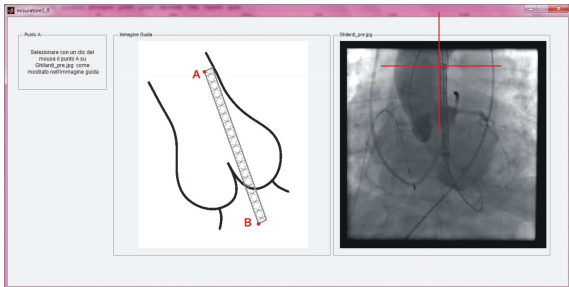 misuratore1_0
Punto A
Selezionare con un clic del
mouse il punto A su
Ghilardi_pre.jpg come
mostrato nell'immagine guida
Immagine Guida
A
B
Ghilardi_pre.jpg